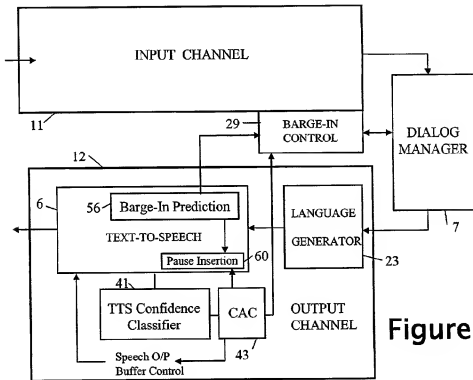 INPUT CHANNEL
11
29
BARGE-IN
CONTROL
DIALOG
MANAGER
7
12
6
56
Barge-In Prediction
TEXT-TO-SPEECH
Pause Insertion
60
LANGUAGE
GENERATOR
23
41
TTS Confidence
Classifier
CAC
43
OUTPUT
CHANNEL
Speech O/P
Buffer Control
Figure